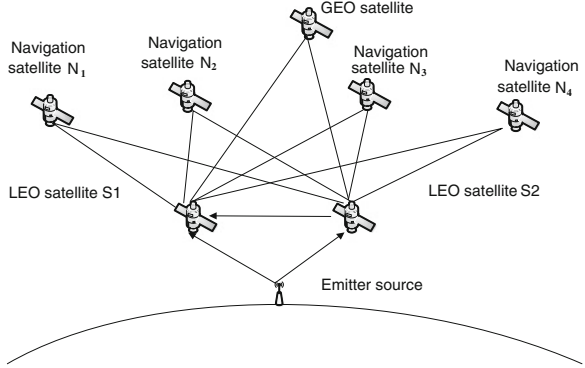 GEO satellite
Navigation
satellite N1
Navigation
satellite N2
Navigation
satellite N3
Navigation
satellite N4
LEO satellite S1
LEO satellite S2
Emitter source